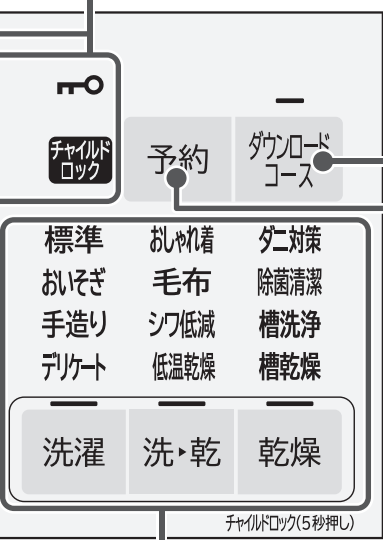 チャイルド
ロック
予約
ダウンロード
コース
標準 おしゃれ着 ダニ対策
おいそぎ 毛布 除菌清潔
手造り シワ低減 槽洗浄
デリケート 低温乾燥 槽乾燥
洗濯 洗▸乾 乾燥
チャイルドロック(5秒押し)